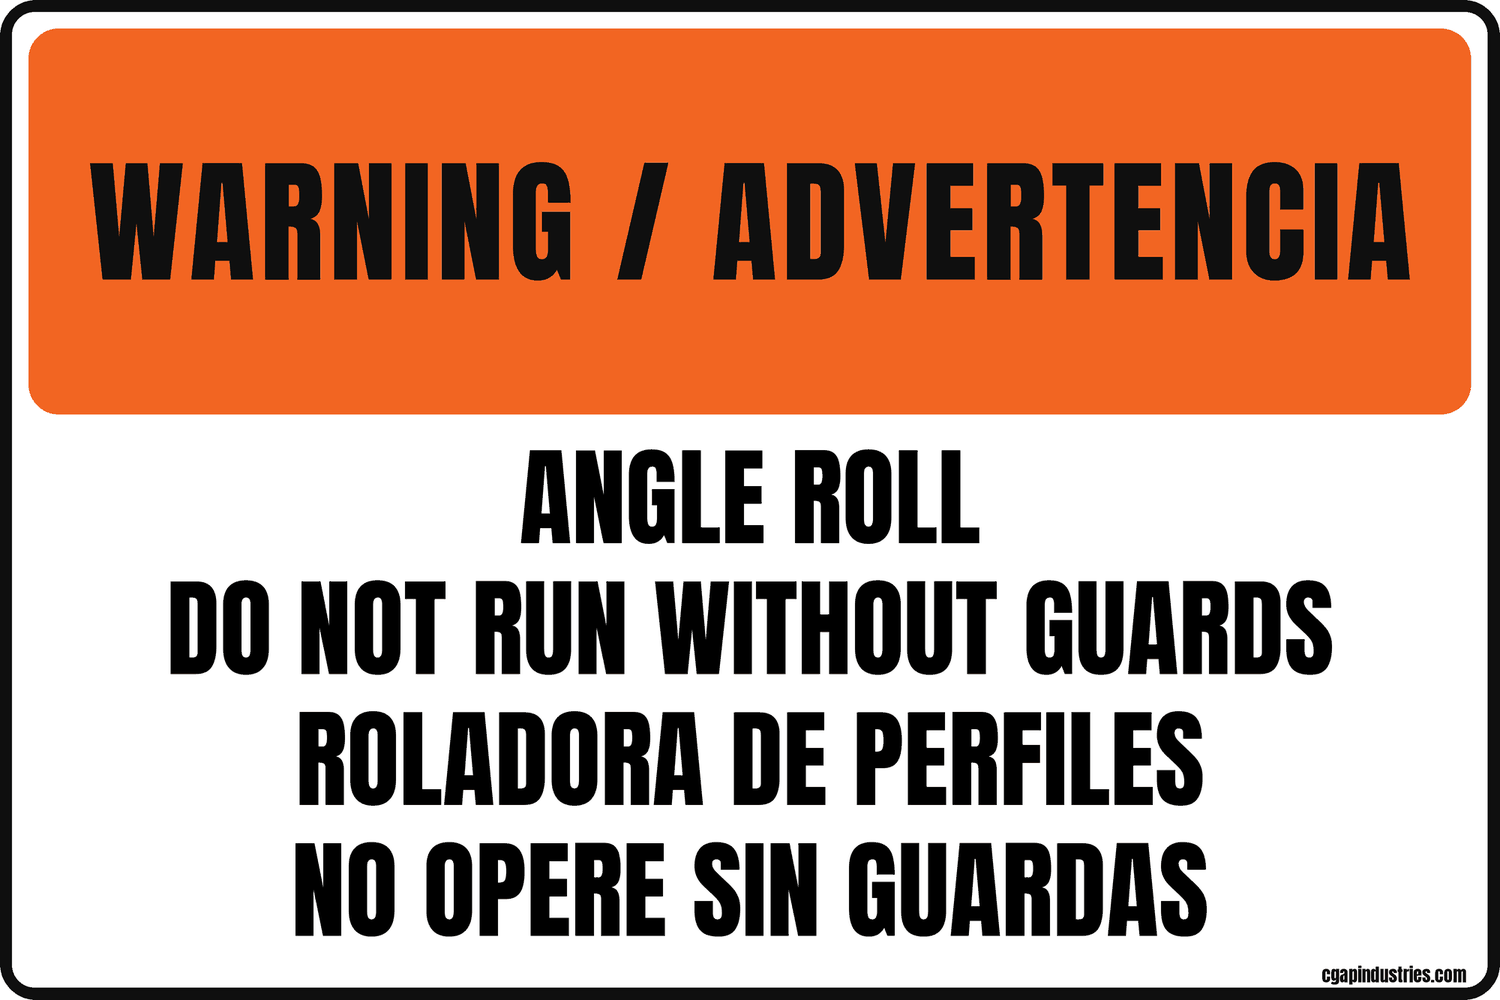 WARNING / ADVERTENCIA
ANGLE ROLL
DO NOT RUN WITHOUT GUARDS
ROLADORA DE PERFILES
NO OPERE SIN GUARDAS
cgapindustries.com